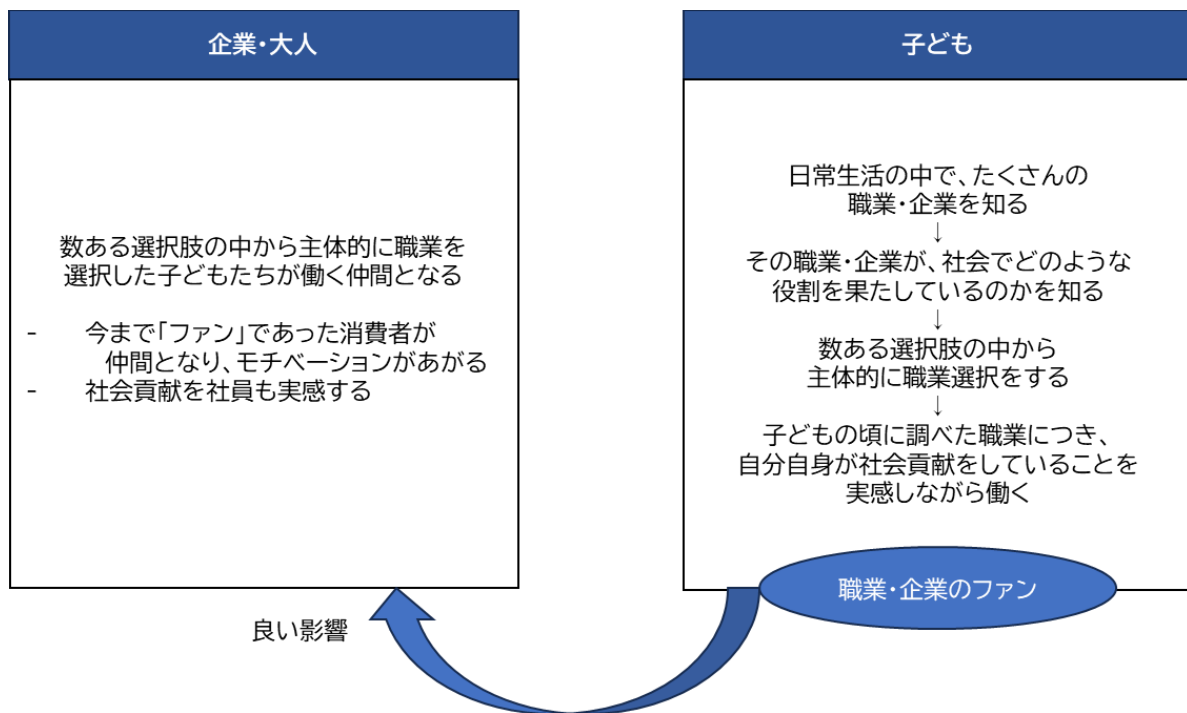 企業・大人
数ある選択肢の中から主体的に職業を
選択した子どもたちが働く仲間となる
- 今まで「ファン」であった消費者が
仲間となり、モチベーションがあがる
- 社会貢献を社員も実感する
子ども
日常生活の中で、たくさんの
職業・企業を知る
↓
その職業・企業が、社会でどのような
役割を果たしているのかを知る
↓
数ある選択肢の中から
主体的に職業選択をする
↓
子どもの頃に調べた職業につき、
自分自身が社会貢献をしていることを
実感しながら働く
職業・企業のファン
良い影響